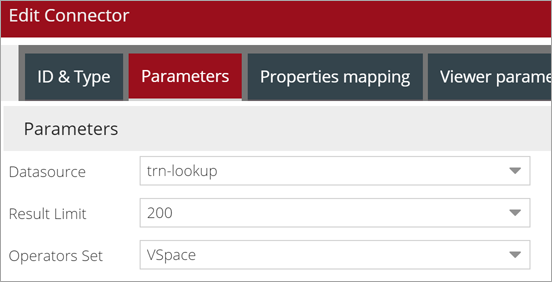 Edit Connector
ID & Type Parameters Properties mapping Viewer parame
Parameters
Datasource trn-lookup
Result Limit 200
Operators Set VSpace